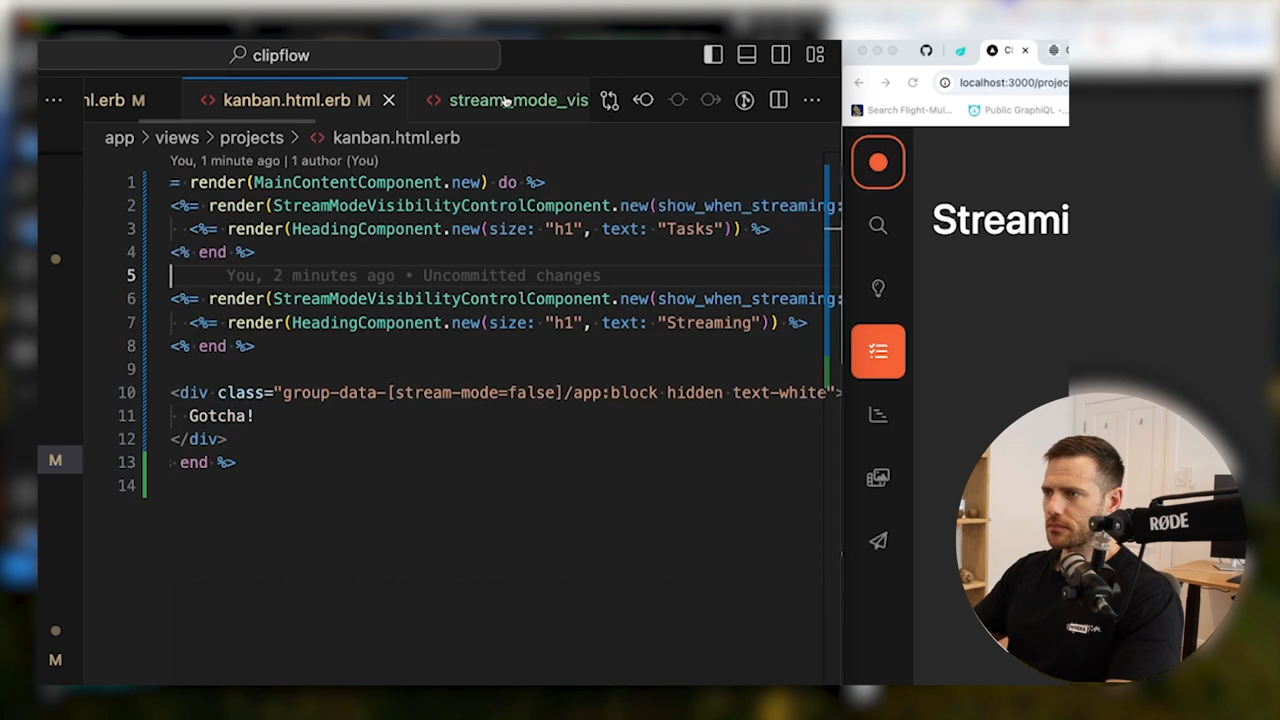 clipflow
nl.erb M
kanban.html.erb M
stream_mode_vis
app > views > projects > kanban.html.erb
You, 1 minute ago | 1 author (You)
1 = render(MainContentComponent.new) do %>
2 <%= render(StreamModeVisibilityControlComponent.new(show_when_streaming:
3 <%= render(HeadingComponent.new(size: "h1", text: "Tasks")) %>
4 <% end %>
5 You, 2 minutes ago • Uncommitted changes
6 <%= render(StreamModeVisibilityControlComponent.new(show_when_streaming:
7 <%= render(HeadingComponent.new(size: "h1", text: "Streaming")) %>
8 <% end %>
9
10 <div class="group-data-[stream-mode=false]/app:block hidden text-white">
11 Gotcha!
12 </div>
13 end %>
14
M
M
localhost:3000/projec
Search Flight-Mul...
Public GraphiQL -...
Streami
RØDE